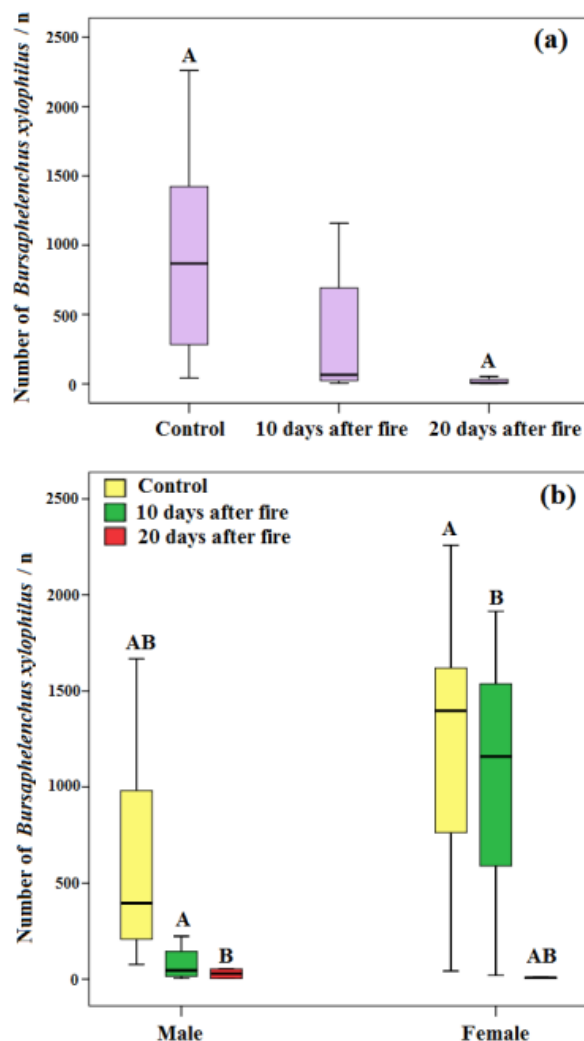 (a)
Number of Bursaphelenchus xylophilus / n
2500
2000
1500
1000
500
0
A
A
Control 10 days after fire 20 days after fire
(b)
Number of Bursaphelenchus xylophilus / n
Control
10 days after fire
20 days after fire
2500
2000
1500
1000
500
0
AB
A
B
A
B
AB
Male Female